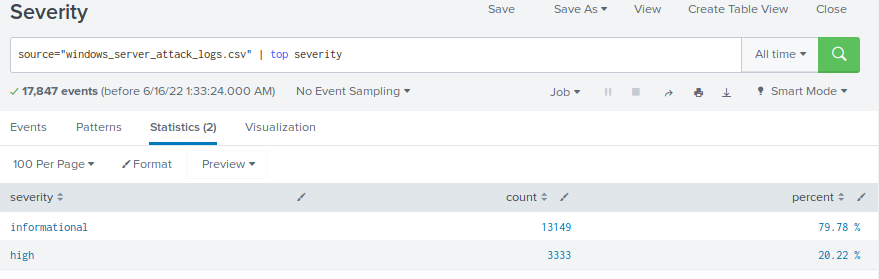 Severity
Save Save As View Create Table View Close
source="windows_server_attack_logs.csv" | top severity
All time
17,847 events (before 6/16/22 1:33:24.000 AM) No Event Sampling Job Smart Mode
Events Patterns Statistics (2) Visualization
100 Per Page Format Preview
severity count percent
informational 13149 79.78 %
high 3333 20.22 %